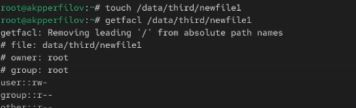 root@akpperfilov:~# touch /data/third/newfile1
root@akpperfilov:~# getfacl /data/third/newfile1
getfacl: Removing leading '/' from absolute path names
# file: data/third/newfile1
# owner: root
# group: root
user::rw-
group::r--
other::r--